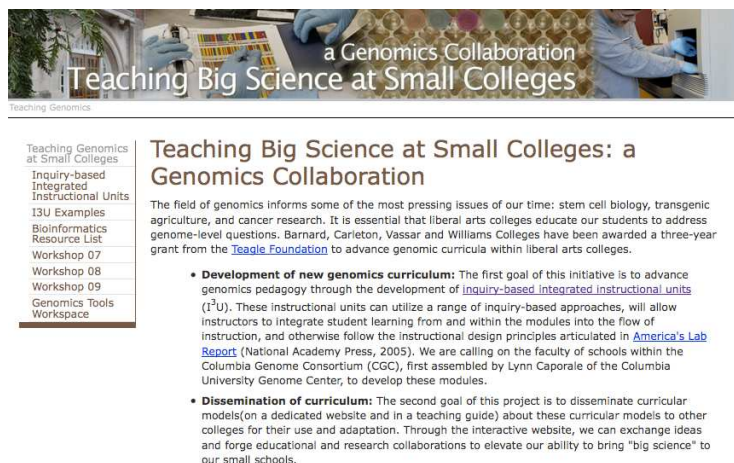 a Genomics Collaboration
Teaching Big Science at Small Colleges
Teaching Genomics
Teaching Genomics
at Small Colleges
Inquiry-based
Integrated
Instructional Units
I3U Examples
Bioinformatics
Resource List
Workshop 07
Workshop 08
Workshop 09
Genomics Tools
Workspace
Teaching Big Science at Small Colleges: a
Genomics Collaboration
The field of genomics informs some of the most pressing issues of our time: stem cell biology, transgenic
agriculture, and cancer research. It is essential that liberal arts colleges educate our students to address
genome-level questions. Barnard, Carleton, Vassar and Williams Colleges have been awarded a three-year
grant from the Teagle Foundation to advance genomic curricula within liberal arts colleges.
• Development of new genomics curriculum: The first goal of this initiative is to advance
genomics pedagogy through the development of inquiry-based integrated instructional units
(I³U). These instructional units can utilize a range of inquiry-based approaches, will allow
instructors to integrate student learning from and within the modules into the flow of
instruction, and otherwise follow the instructional design principles articulated in America's Lab
Report (National Academy Press, 2005). We are calling on the faculty of schools within the
Columbia Genome Consortium (CGC), first assembled by Lynn Caporale of the Columbia
University Genome Center, to develop these modules.
• Dissemination of curriculum: The second goal of this project is to disseminate curricular
models(on a dedicated website and in a teaching guide) about these curricular models to other
colleges for their use and adaptation. Through the interactive website, we can exchange ideas
and forge educational and research collaborations to elevate our ability to bring "big science" to
our small schools.